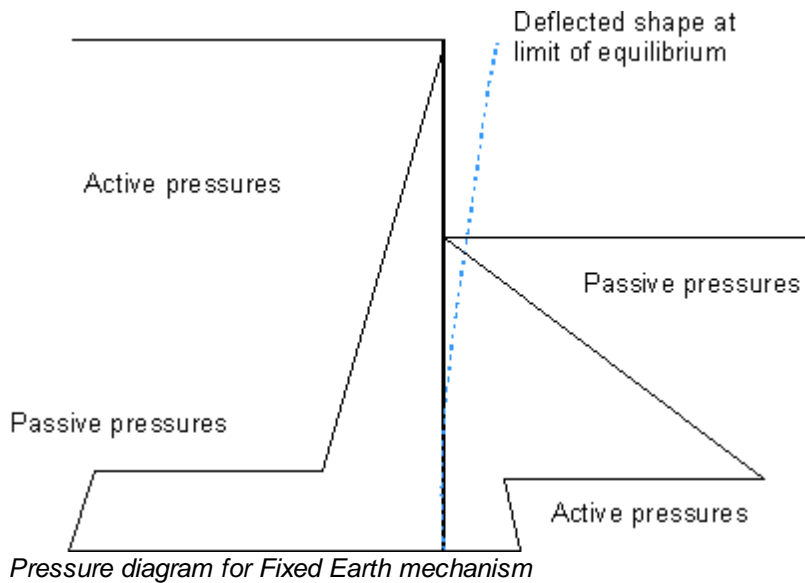 Deflected shape at
limit of equilibrium
Active pressures
Passive pressures
Passive pressures
Active pressures
Pressure diagram for Fixed Earth mechanism